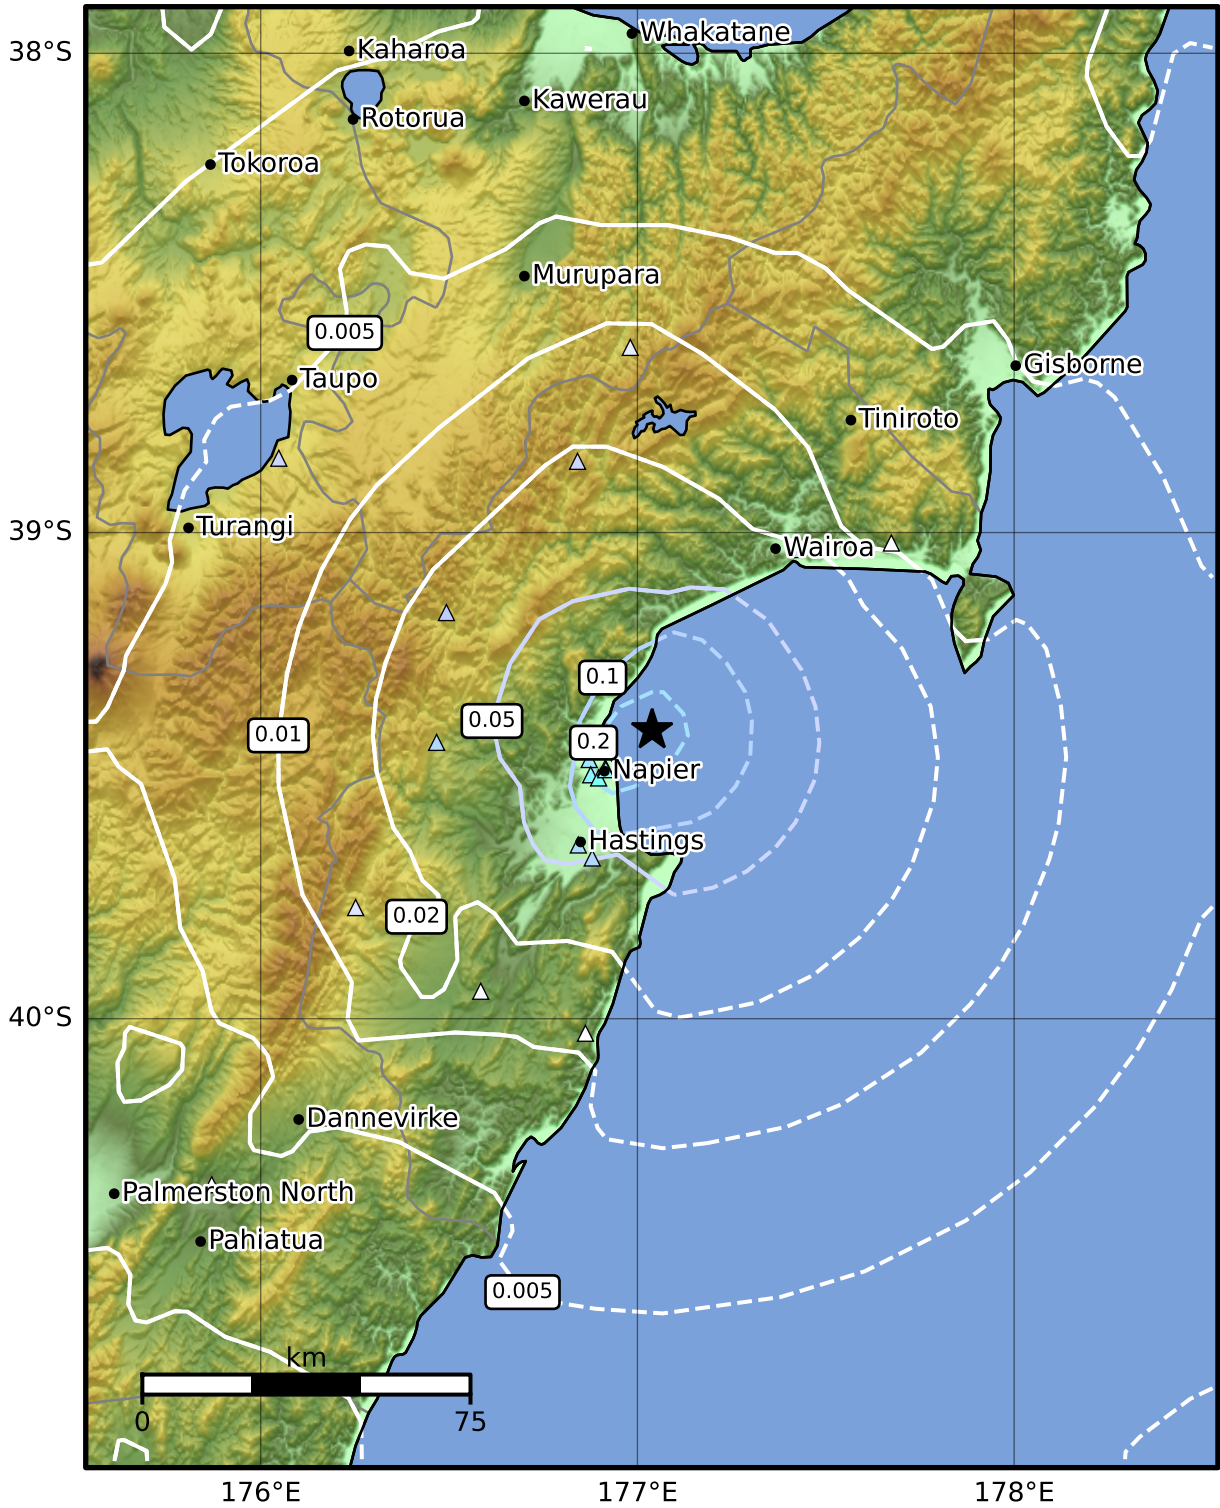 Whakatane
Kaharoa
38°S
Kawerau
Rotorua
Tokoroa
Murupara
0.005
Gisborne
Taupo
Tiniroto
Turangi
39°S
Wairoa
0.1
0.05
0.01
0.2
Napier
Hastings
0.02
40°S
Dannevirke
Palmerston North
Pahiatua
0.005
km
0
75
176°E
177°E
178°E